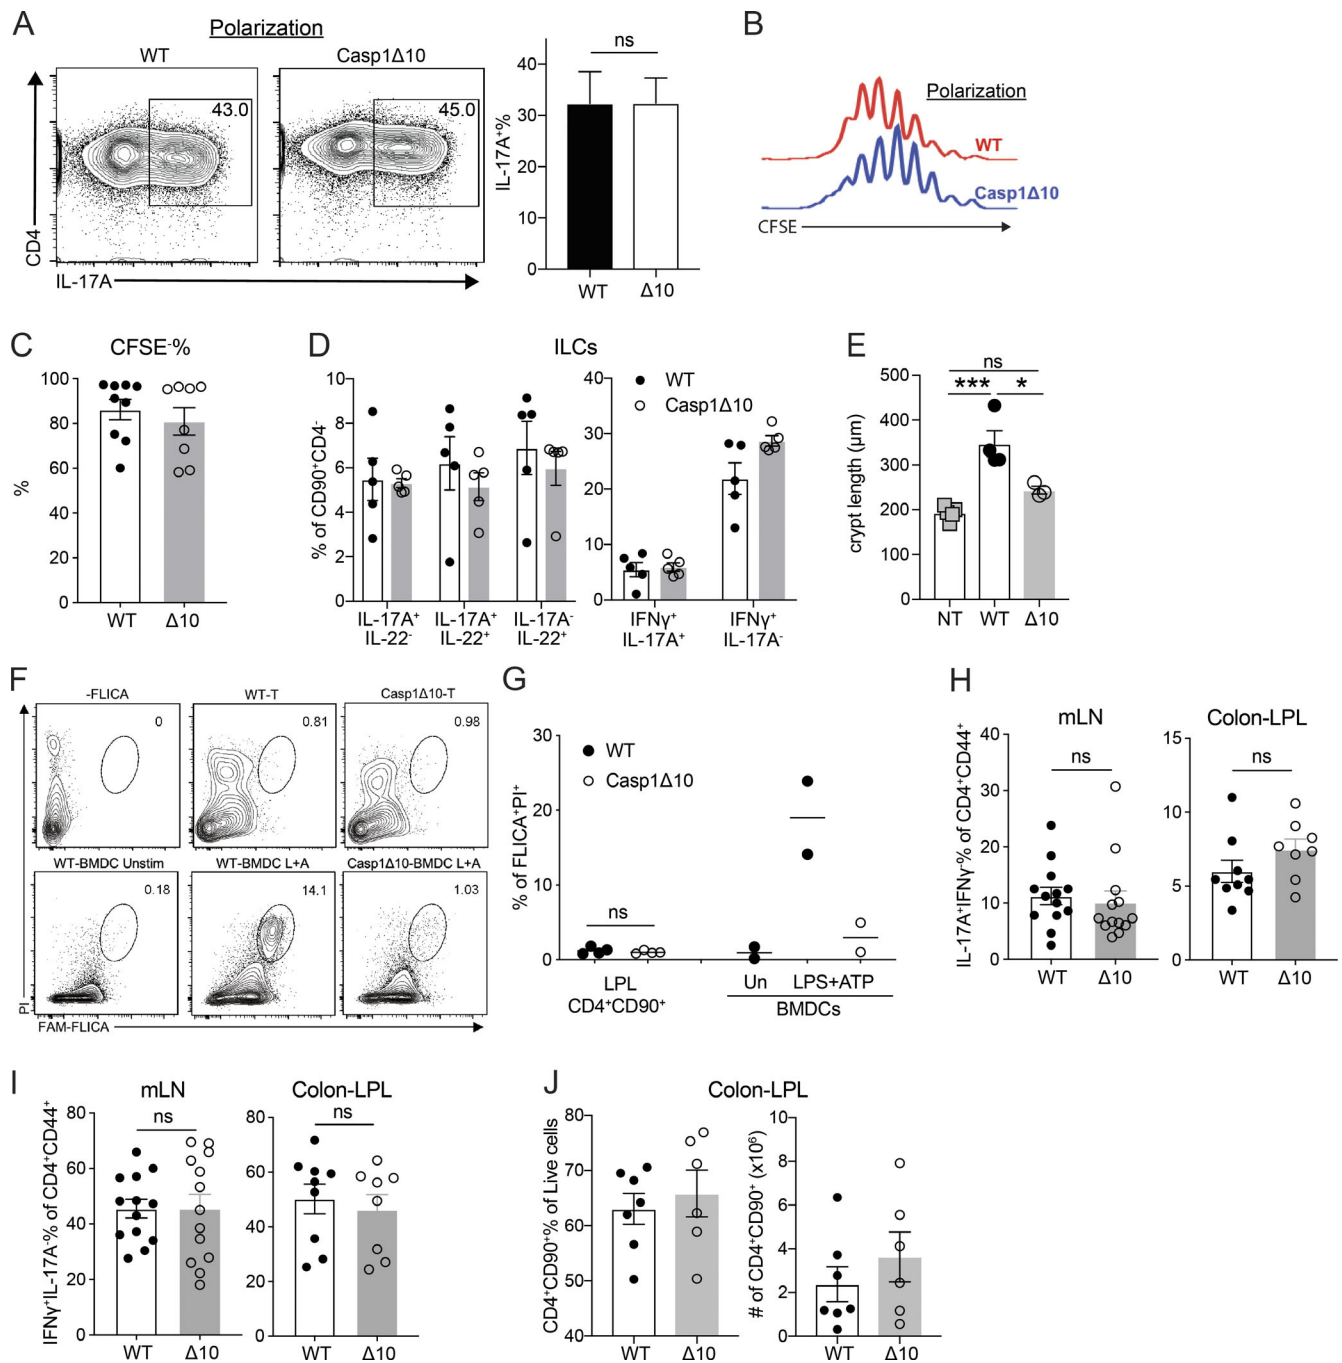 A
Polarization
WT
Casp1Δ10
43.0
45.0
CD4
IL-17A
ns
IL-17A⁺%
40
30
20
10
0
WT
Δ10
B
Polarization
WT
Casp1Δ10
CFSE
C
CFSE⁻%
%
100
80
60
40
20
0
WT
Δ10
D
ILCs
% of CD90⁺CD4⁻
10
8
6
4
2
0
IL-17A⁺ IL-17A⁺ IL-17A⁻
IL-22⁻ IL-22⁺ IL-22⁺
40
30
20
10
0
WT
Casp1Δ10
IFNγ⁺ IFNγ⁺
IL-17A⁺ IL-17A⁻
E
ns
*** *
crypt length (μm)
500
400
300
200
100
0
NT WT Δ10
F
-FLICA
0
WT-T
0.81
Casp1Δ10-T
0.98
WT-BMDC Unstim
0.18
WT-BMDC L+A
14.1
Casp1Δ10-BMDC L+A
1.03
PI
FAM-FLICA
G
WT
Casp1Δ10
% of FLICA⁺PI⁺
30
20
10
0
ns
LPL
CD4⁺CD90⁺
Un LPS+ATP
BMDCs
H
mLN
Colon-LPL
IL-17A⁺IFNγ⁻% of CD4⁺CD44⁺
40
30
20
10
0
ns
WT Δ10
15
10
5
0
ns
WT Δ10
I
mLN
Colon-LPL
IFNγ⁺IL-17A⁻% of CD4⁺CD44⁺
80
60
40
20
0
ns
WT Δ10
80
60
40
20
0
ns
WT Δ10
J
Colon-LPL
CD4⁺CD90⁺% of Live cells
80
70
60
50
40
WT Δ10
# of CD4⁺CD90⁺ (x10⁶)
10
8
6
4
2
0
WT Δ10